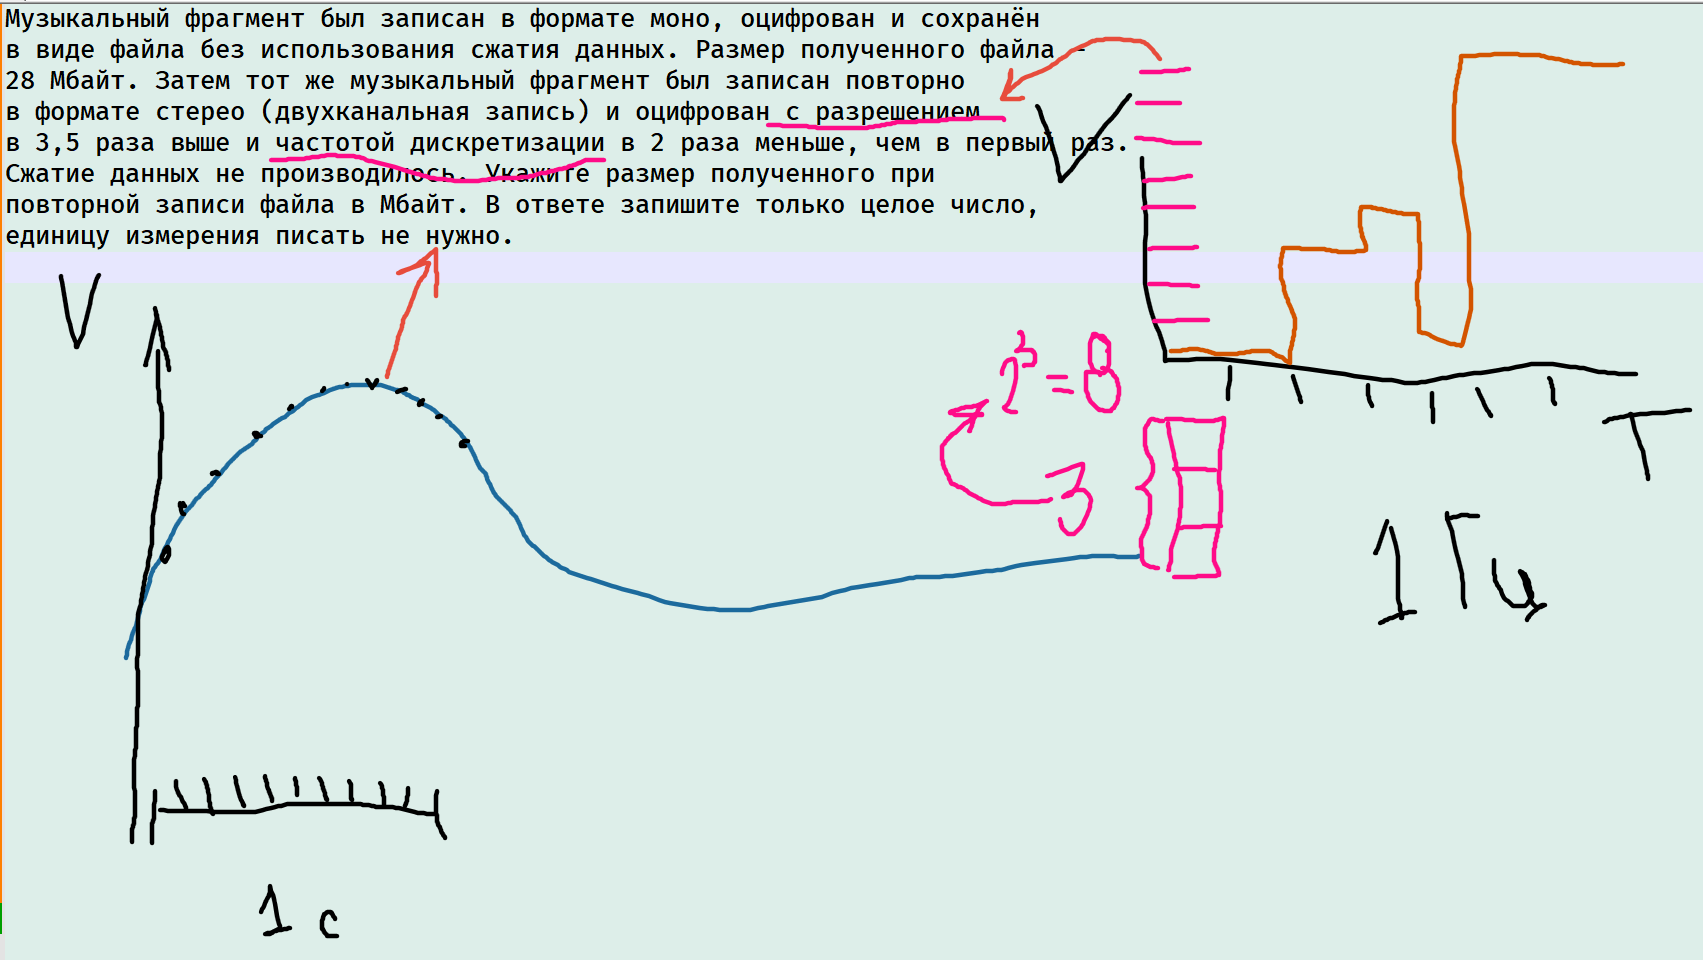 Музыкальный фрагмент был записан в формате моно, оцифрован и сохранён
в виде файла без использования сжатия данных. Размер полученного файла –
28 Мбайт. Затем тот же музыкальный фрагмент был записан повторно
в формате стерео (двухканальная запись) и оцифрован с разрешением
в 3,5 раза выше и частотой дискретизации в 2 раза меньше, чем в первый раз.
Сжатие данных не производилось. Укажите размер полученного при
повторной записи файла в Мбайт. В ответе запишите только целое число,
единицу измерения писать не нужно.
V
V
2³ = 8
3
T
1 Гц
1 с